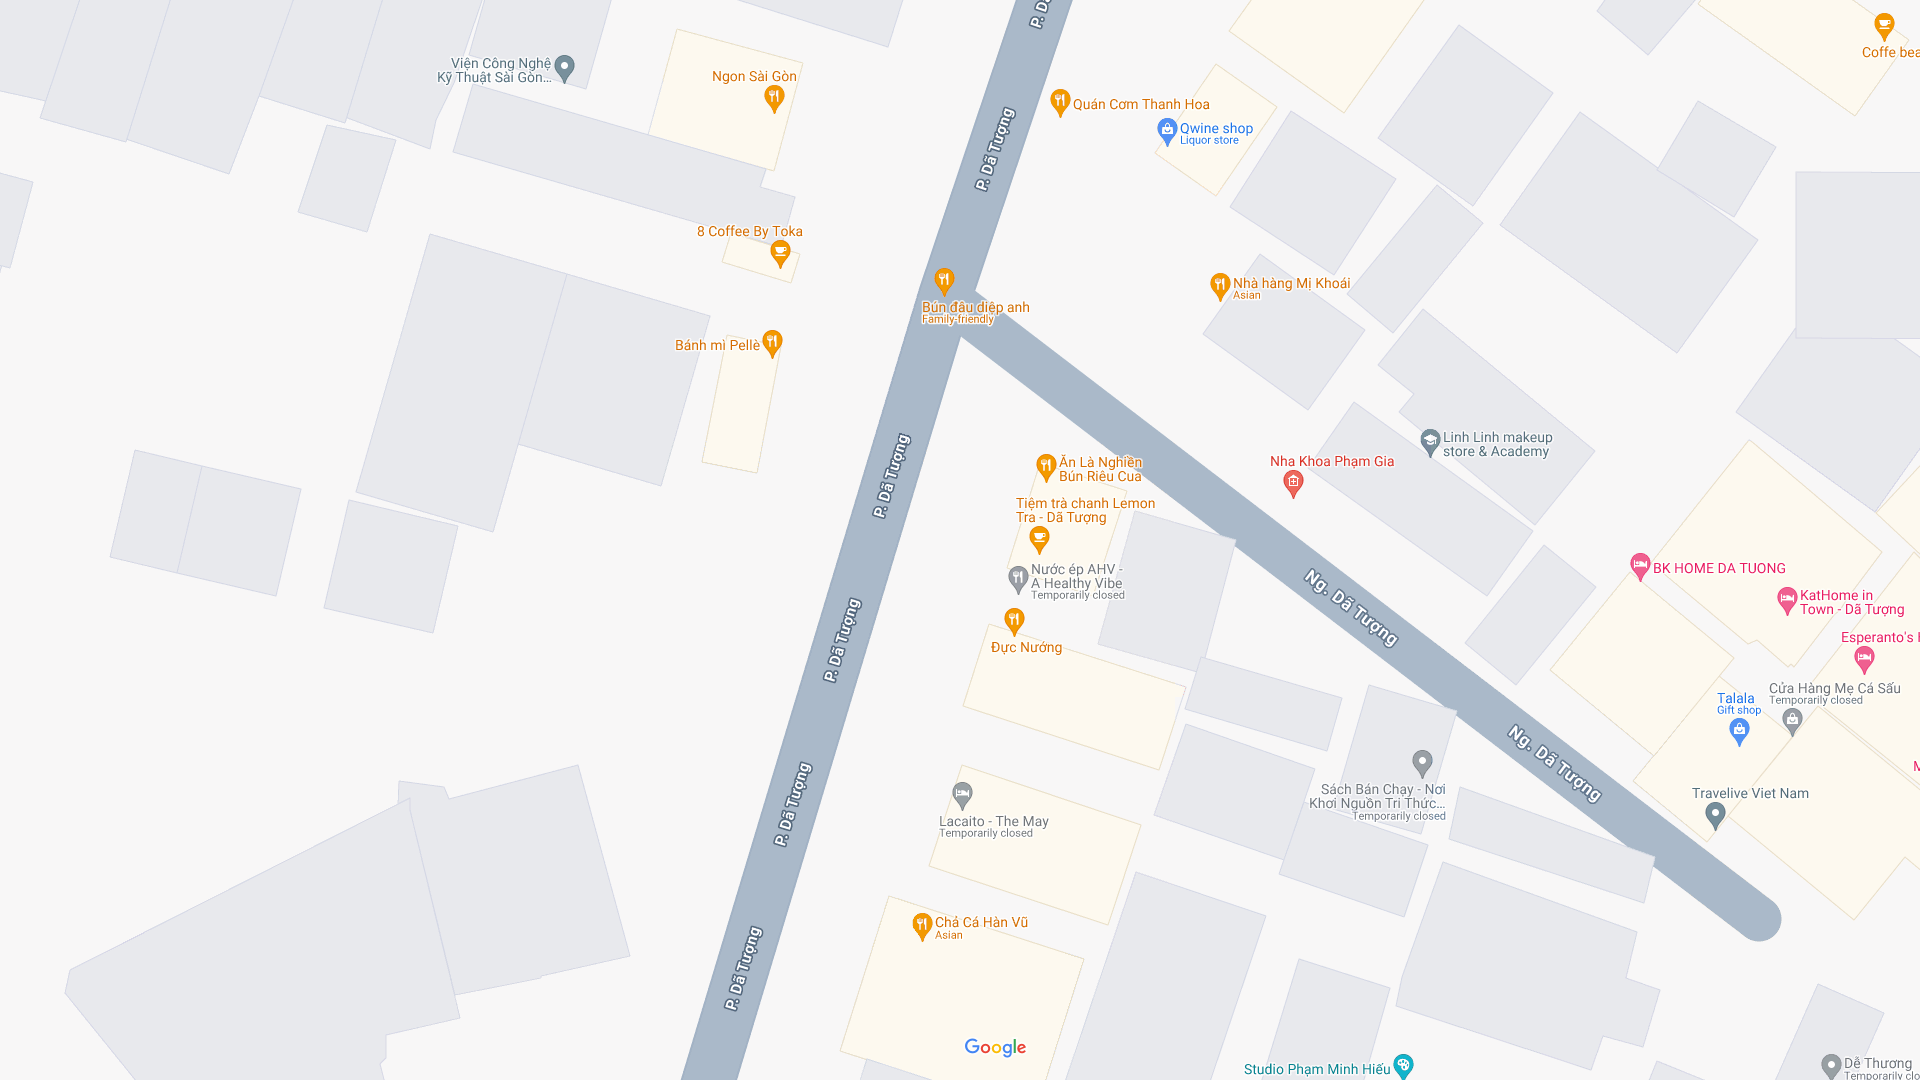 P. Dã
Coffe bea
Viện Công Nghệ
Kỹ Thuật Sài Gòn...
Ngon Sài Gòn
Quán Cơm Thanh Hoa
Qwine shop
Liquor store
P. Dã Tượng
8 Coffee By Toka
Nhà hàng Mị Khoái
Asian
Bún đậu diệp anh
Family-friendly
Bánh mì Pellè
Linh Linh makeup
store & Academy
Ăn Là Nghiền
Bún Riêu Cua
Nha Khoa Phạm Gia
P. Dã Tượng
Tiệm trà chanh Lemon
Tra - Dã Tượng
Nước ép AHV -
A Healthy Vibe
Temporarily closed
BK HOME DA TUONG
KatHome in
Town - Dã Tượng
Ng. Dã Tượng
P. Dã Tượng
Đực Nướng
Esperanto's
Cửa Hàng Mẹ Cá Sấu
Temporarily closed
Talala
Gift shop
Ng. Dã Tượng
P. Dã Tượng
Sách Bán Chạy - Nơi
Khơi Nguồn Tri Thức...
Temporarily closed
Travelive Viet Nam
Lacaito - The May
Temporarily closed
Chả Cá Hàn Vũ
Asian
P. Dã Tượng
Google
Studio Phạm Minh Hiếu
Dễ Thương
Temporarily clo